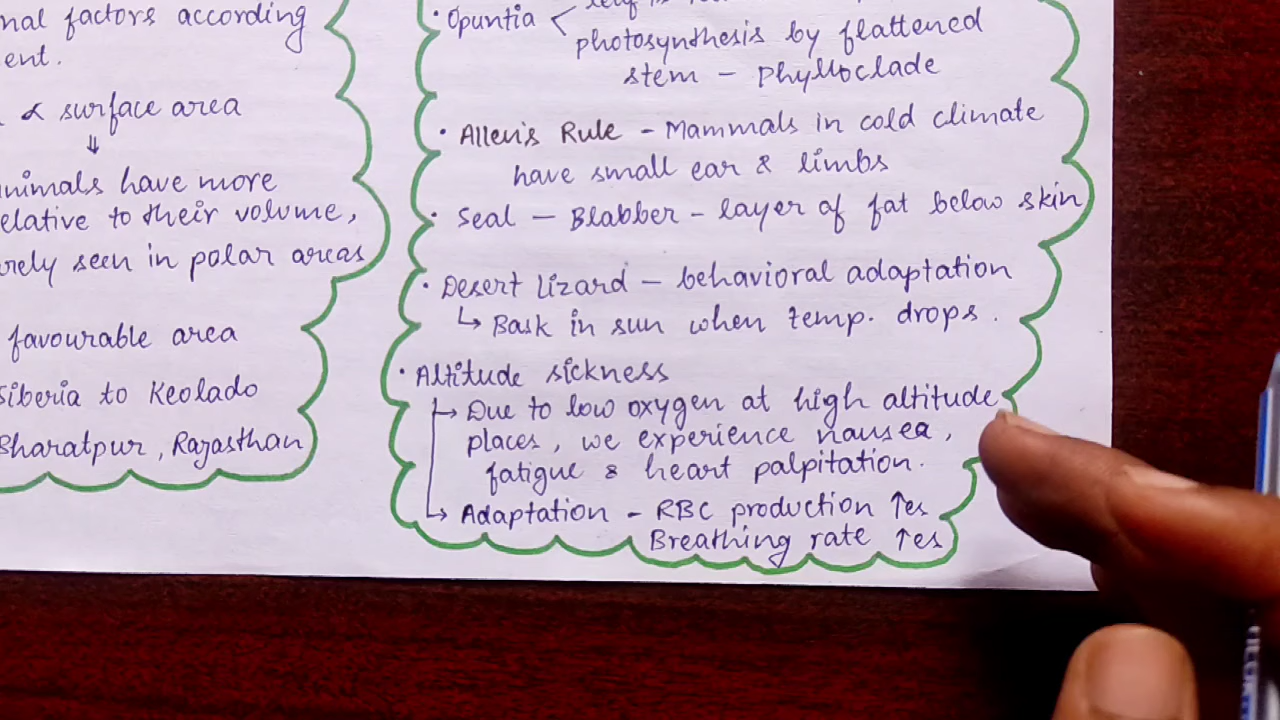 nal factors according
ent.
∝ surface area
⇓
nimals have more
elative to their volume,
rely seen in polar areas
favourable area
Siberia to Keolado
Bharatpur, Rajasthan
• Opuntia <
photosynthesis by flattened
stem – Phylloclade
• Allen's Rule – Mammals in cold climate
have small ear & limbs
• Seal – Blabber – layer of fat below skin
• Desert Lizard – behavioral adaptation
↳ Bask in sun when temp. drops.
• Altitude sickness
↳ Due to low oxygen at high altitude
places, we experience nausea,
fatigue & heart palpitation.
↳ Adaptation – RBC production ↑es
Breathing rate ↑es